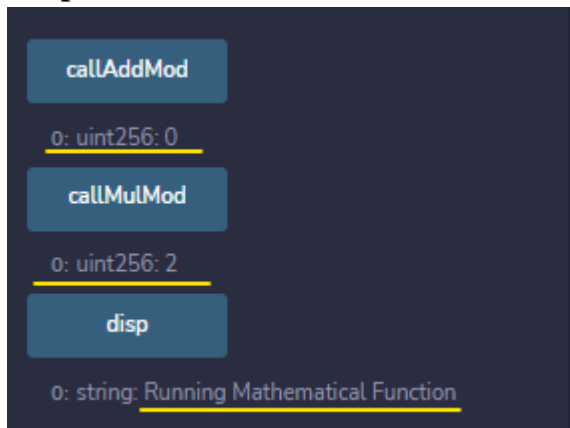 callAddMod
0: uint256: 0
callMulMod
0: uint256: 2
disp
0: string: Running Mathematical Function